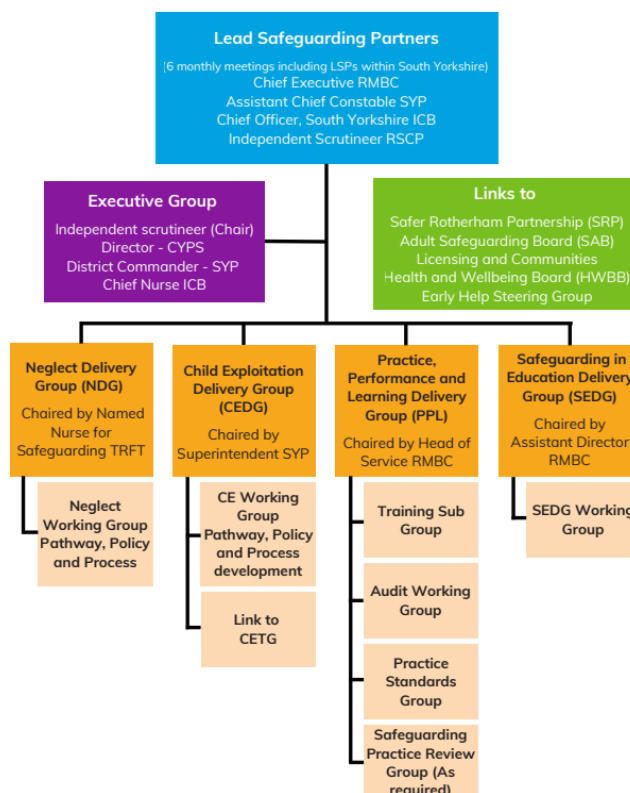 Lead Safeguarding Partners
(6 monthly meetings including LSPs within South Yorkshire)
Chief Executive RMBC
Assistant Chief Constable SYP
Chief Officer, South Yorkshire ICB
Independent Scrutineer RSCP
Executive Group
Independent scrutineer (Chair)
Director - CYPS
District Commander - SYP
Chief Nurse ICB
Links to
Safer Rotherham Partnership (SRP)
Adult Safeguarding Board (SAB)
Licensing and Communities
Health and Wellbeing Board (HWBB)
Early Help Steering Group
Neglect Delivery
Group (NDG)
Chaired by Named
Nurse for
Safeguarding TRFT
Neglect
Working Group
Pathway, Policy
and Process
Child Exploitation
Delivery Group
(CEDG)
Chaired by
Superintendent SYP
CE Working
Group
Pathway, Policy
and Process
development
Link to
CETG
Practice,
Performance and
Learning Delivery
Group (PPL)
Chaired by Head of
Service RMBC
Training Sub
Group
Audit Working
Group
Practice
Standards
Group
Safeguarding
Practice Review
Group (As
required)
Safeguarding in
Education Delivery
Group (SEDG)
Chaired by
Assistant Director
RMBC
SEDG Working
Group